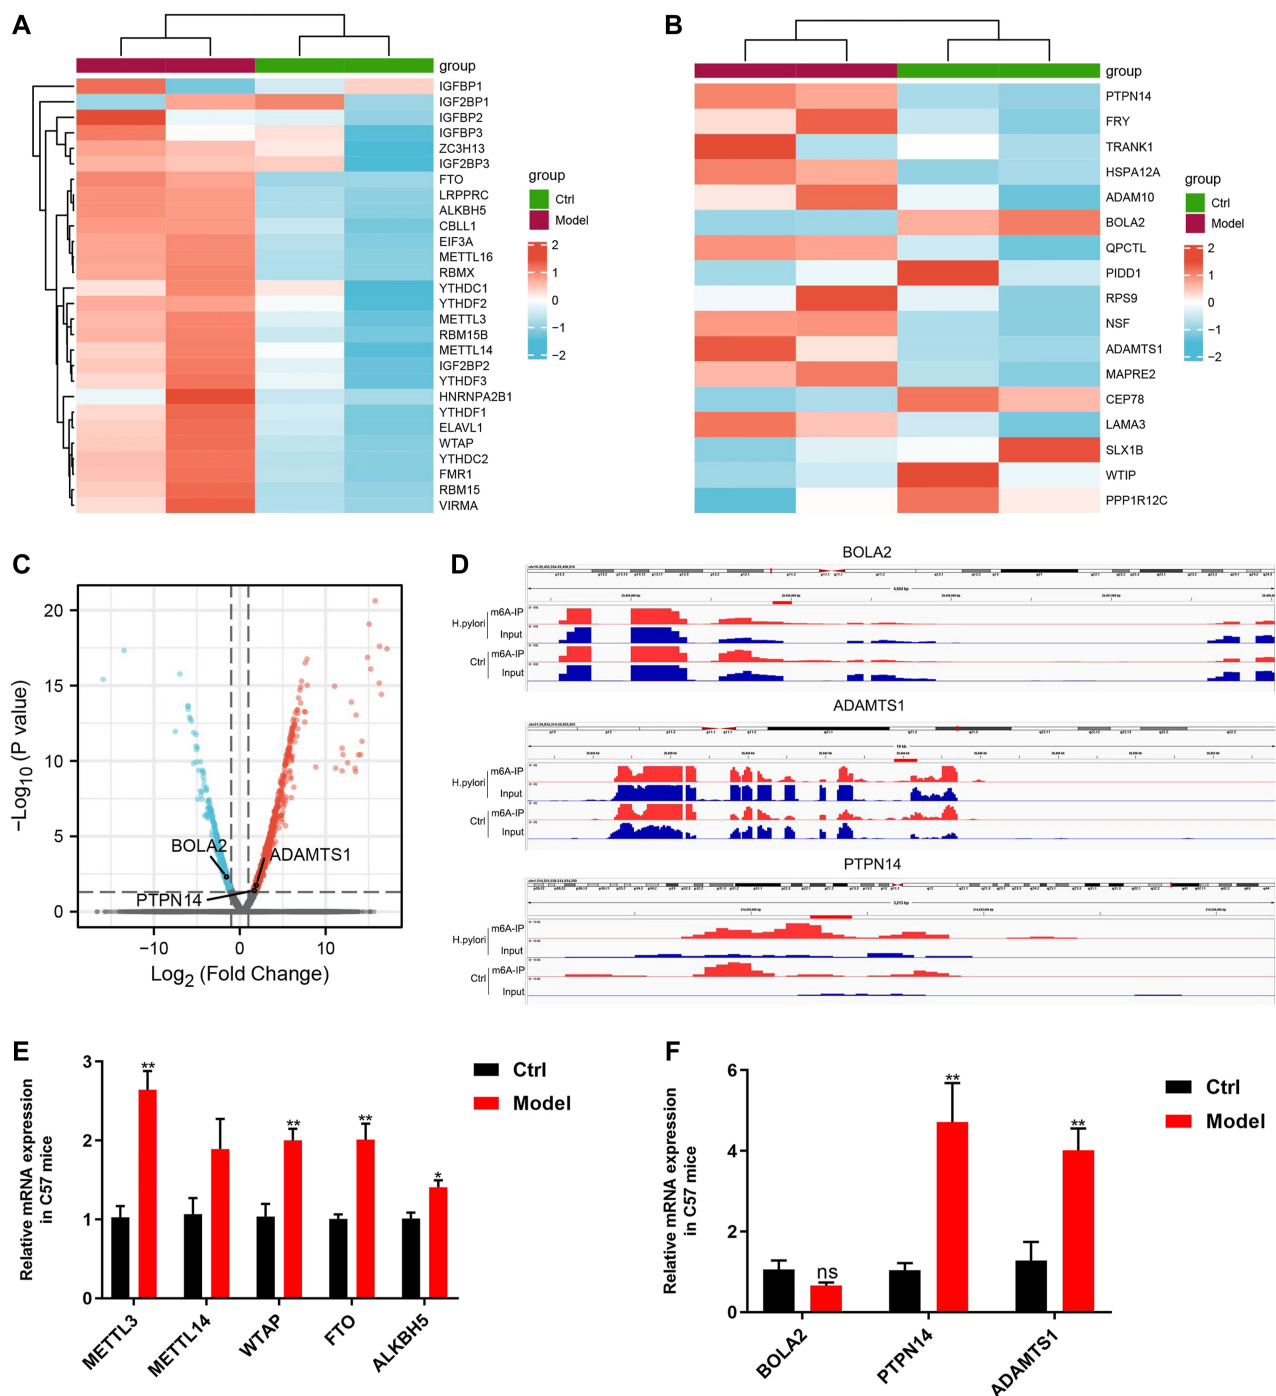 A
group
IGFBP1
IGF2BP1
IGFBP2
IGFBP3
ZC3H13
IGF2BP3
FTO
LRPPRC
ALKBH5
CBLL1
EIF3A
METTL16
RBMX
YTHDC1
YTHDF2
METTL3
RBM15B
METTL14
IGF2BP2
YTHDF3
HNRNPA2B1
YTHDF1
ELAVL1
WTAP
YTHDC2
FMR1
RBM15
VIRMA
group
Ctrl
Model
2
1
0
−1
−2
B
group
PTPN14
FRY
TRANK1
HSPA12A
ADAM10
BOLA2
QPCTL
PIDD1
RPS9
NSF
ADAMTS1
MAPRE2
CEP78
LAMA3
SLX1B
WTIP
PPP1R12C
group
Ctrl
Model
2
1
0
−1
−2
C
−Log10 (P value)
20
15
10
5
0
BOLA2
ADAMTS1
PTPN14
−10
0
10
Log2 (Fold Change)
D
BOLA2
H.pylori
m6A-IP
Input
Ctrl
m6A-IP
Input
ADAMTS1
H.pylori
m6A-IP
Input
Ctrl
m6A-IP
Input
PTPN14
H.pylori
m6A-IP
Input
Ctrl
m6A-IP
Input
E
Relative mRNA expression
in C57 mice
3
2
1
0
**
**
**
*
METTL3
METTL14
WTAP
FTO
ALKBH5
Ctrl
Model
F
Relative mRNA expression
in C57 mice
6
4
2
0
ns
**
**
BOLA2
PTPN14
ADAMTS1
Ctrl
Model